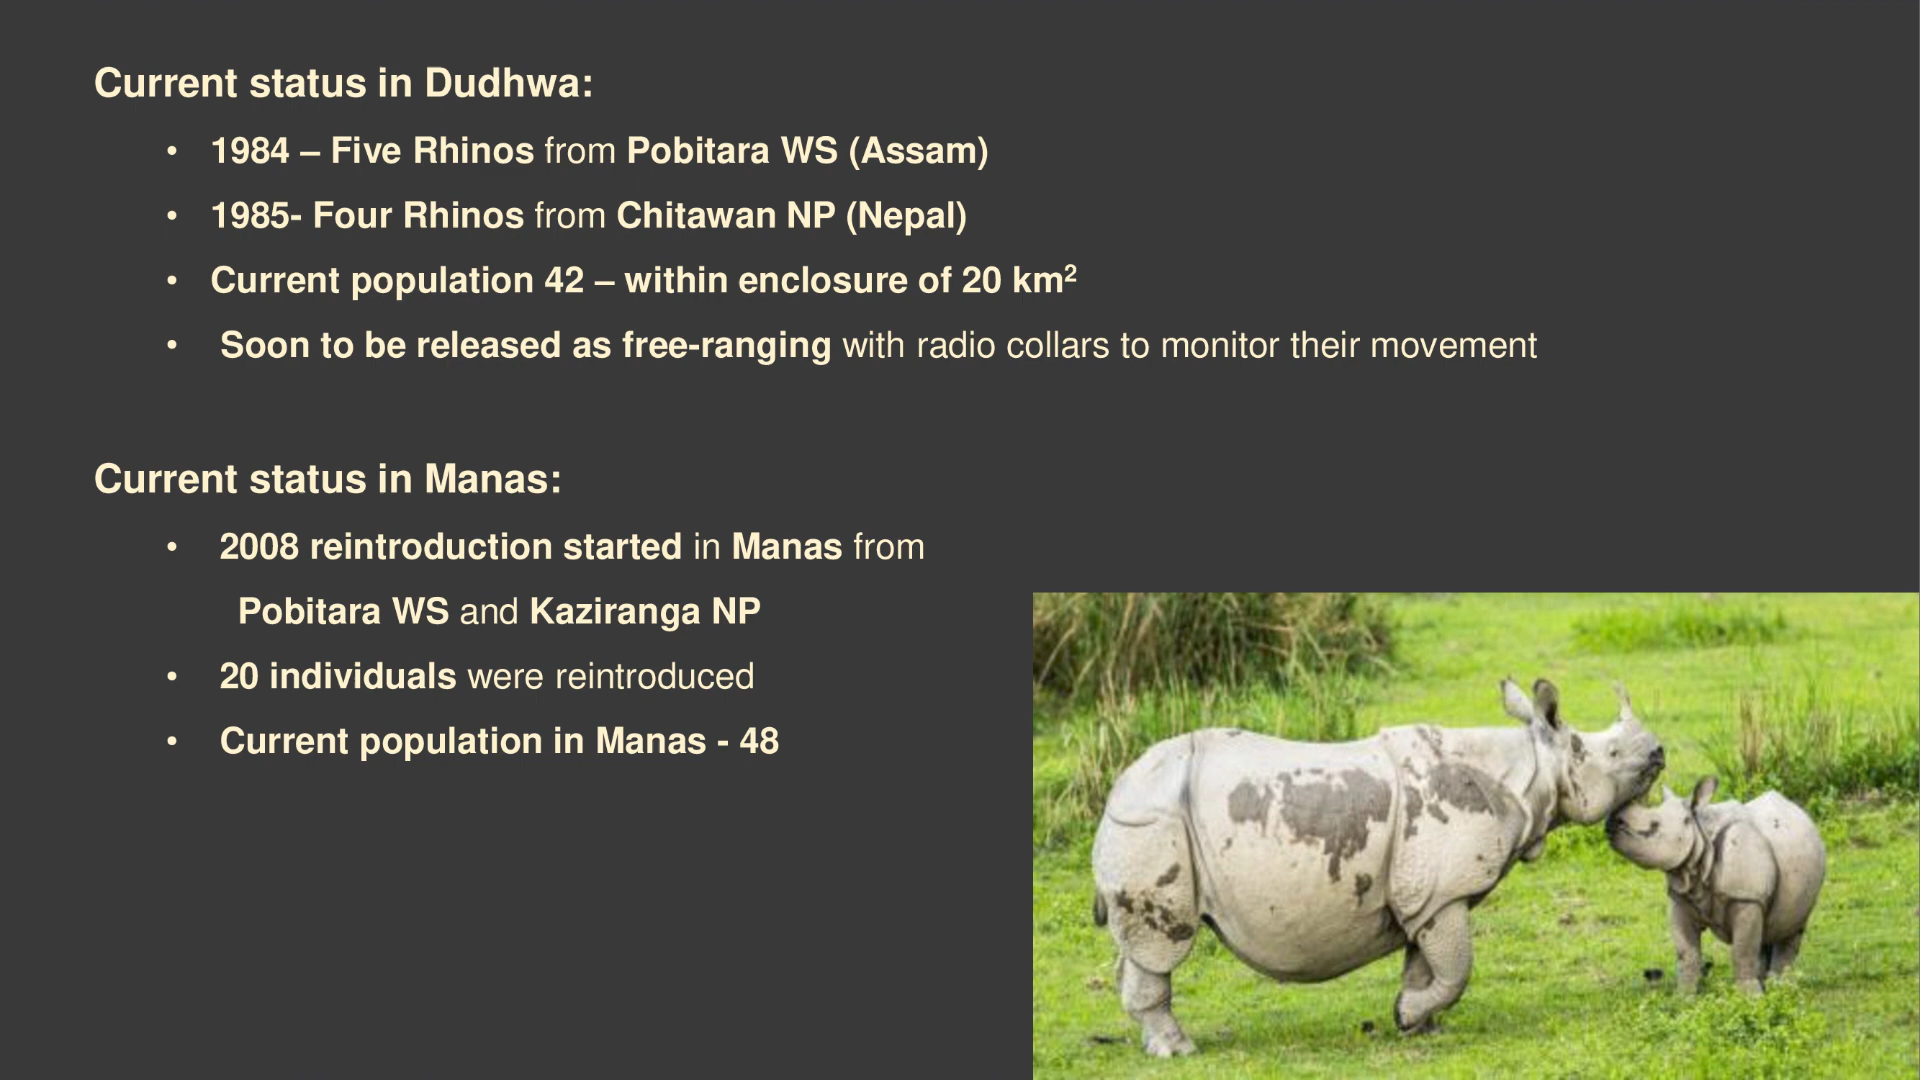 Current status in Dudhwa:
• 1984 – Five Rhinos from Pobitara WS (Assam)
• 1985- Four Rhinos from Chitawan NP (Nepal)
• Current population 42 – within enclosure of 20 km²
• Soon to be released as free-ranging with radio collars to monitor their movement
Current status in Manas:
• 2008 reintroduction started in Manas from
Pobitara WS and Kaziranga NP
• 20 individuals were reintroduced
• Current population in Manas - 48